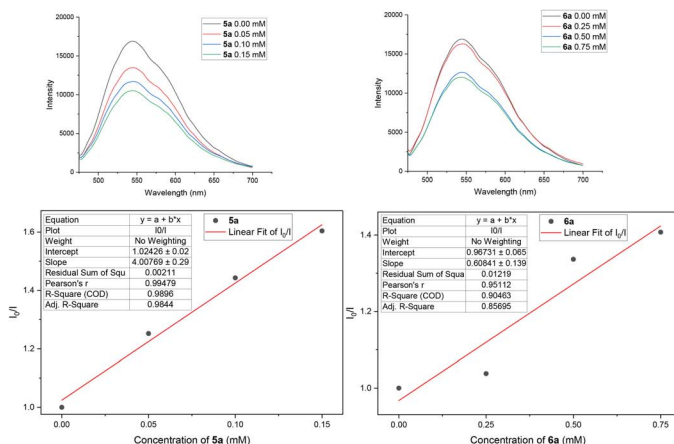 5a 0.00 mM
5a 0.05 mM
5a 0.10 mM
5a 0.15 mM
20000
15000
10000
5000
0
Intensity
500 550 600 650 700
Wavelength (nm)
6a 0.00 mM
6a 0.25 mM
6a 0.50 mM
6a 0.75 mM
20000
15000
10000
5000
0
Intensity
500 550 600 650 700
Wavelength (nm)
Equation y = a + b*x
Plot I0/I
Weight No Weighting
Intercept 1.02426 ± 0.02
Slope 4.00769 ± 0.29
Residual Sum of Squ 0.00211
Pearson's r 0.99479
R-Square (COD) 0.9896
Adj. R-Square 0.9844
5a
Linear Fit of I0/I
1.6
1.4
1.2
1.0
I0/I
0.00 0.05 0.10 0.15
Concentration of 5a (mM)
Equation y = a + b*x
Plot I0/I
Weight No Weighting
Intercept 0.96731 ± 0.065
Slope 0.60841 ± 0.139
Residual Sum of Squa 0.01219
Pearson's r 0.95112
R-Square (COD) 0.90463
Adj. R-Square 0.85695
6a
Linear Fit of I0/I
1.4
1.2
1.0
I0/I
0.00 0.25 0.50 0.75
Concentration of 6a (mM)